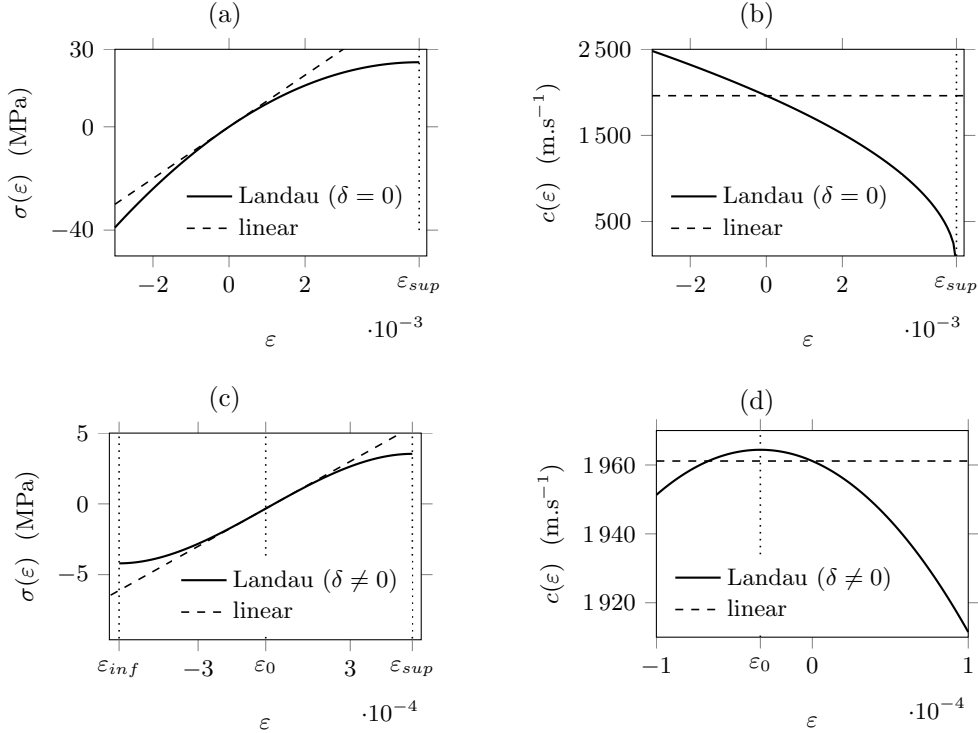 (a)
30
0
−40
σ(ε) (MPa)
Landau (δ = 0)
linear
−2 0 2 ε_sup
·10⁻³
ε
(b)
2 500
1 500
500
c(ε) (m.s⁻¹)
Landau (δ = 0)
linear
−2 0 2 ε_sup
·10⁻³
ε
(c)
5
0
−5
σ(ε) (MPa)
Landau (δ ≠ 0)
linear
ε_inf −3 ε₀ 3 ε_sup
·10⁻⁴
ε
(d)
1 960
1 940
1 920
c(ε) (m.s⁻¹)
Landau (δ ≠ 0)
linear
−1 ε₀ 0 1
·10⁻⁴
ε